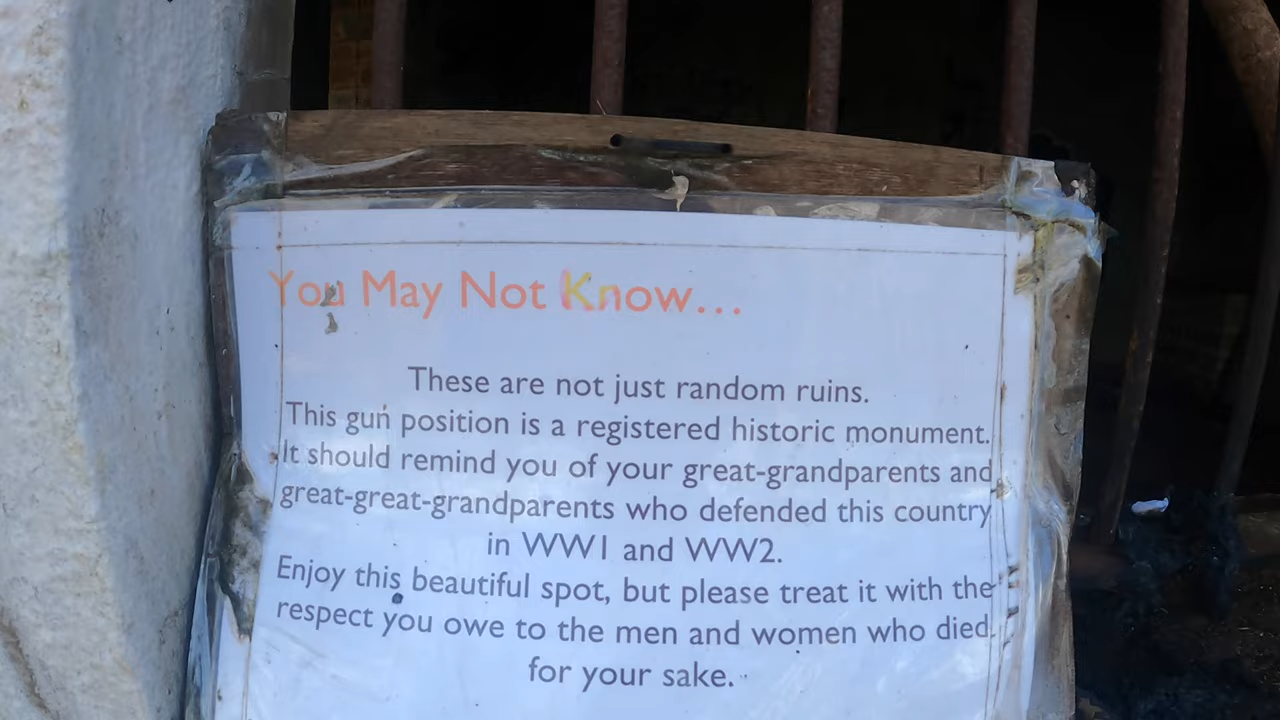 You May Not Know...
These are not just random ruins.
This gun position is a registered historic monument.
It should remind you of your great-grandparents and
great-great-grandparents who defended this country
in WW1 and WW2.
Enjoy this beautiful spot, but please treat it with the
respect you owe to the men and women who died
for your sake.